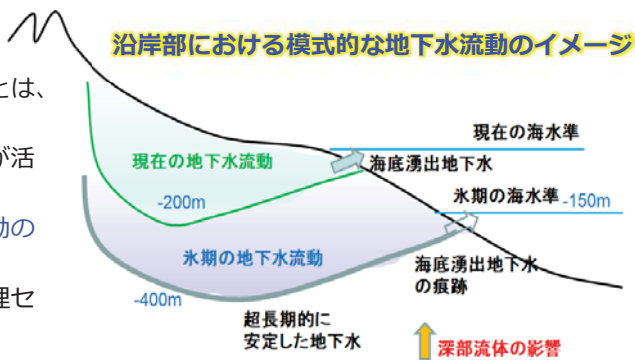 沿岸部における模式的な地下水流動のイメージ
とは、
が活
動の
理セ
現在の海水準
現在の地下水流動
海底湧出地下水
-200m
氷期の海水準 -150m
氷期の地下水流動
海底湧出地下水
の痕跡
-400m
超長期的に
安定した地下水
深部流体の影響